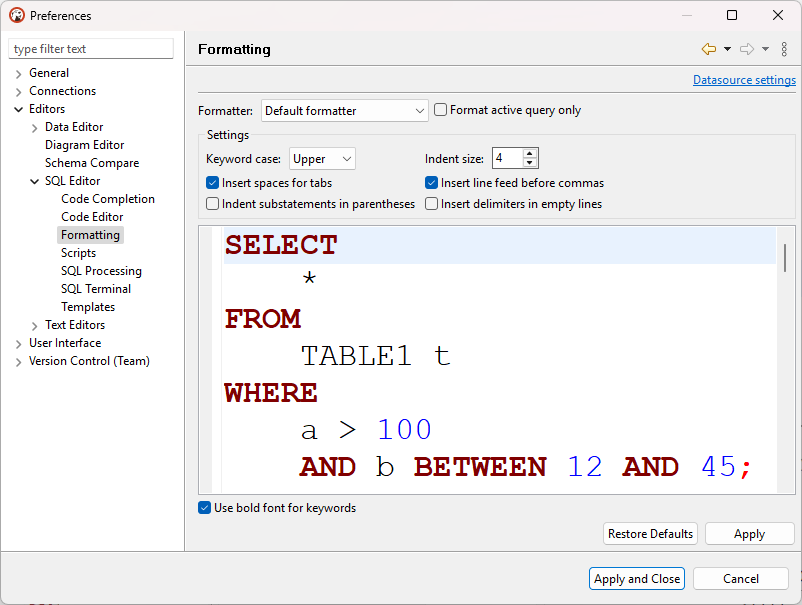 Preferences
type filter text
General
Connections
Editors
Data Editor
Diagram Editor
Schema Compare
SQL Editor
Code Completion
Code Editor
Formatting
Scripts
SQL Processing
SQL Terminal
Templates
Text Editors
User Interface
Version Control (Team)
Formatting
Datasource settings
Formatter: Default formatter Format active query only
Settings
Keyword case: Upper Indent size: 4
Insert spaces for tabs Insert line feed before commas
Indent substatements in parentheses Insert delimiters in empty lines
SELECT
*
FROM
TABLE1 t
WHERE
a > 100
AND b BETWEEN 12 AND 45;
Use bold font for keywords
Restore Defaults Apply
Apply and Close Cancel